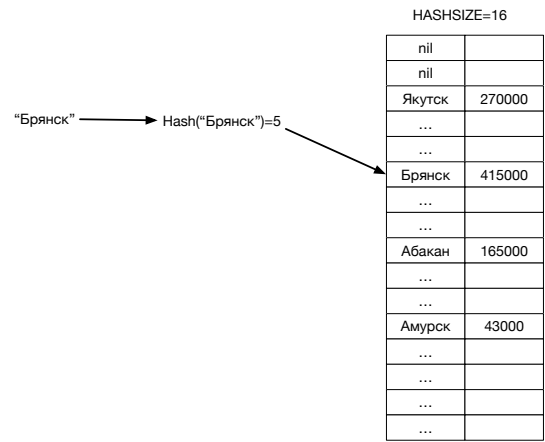 HASHSIZE=16
nil
nil
Якутск 270000
…
“Брянск” Hash(“Брянск”)=5
…
Брянск 415000
…
…
Абакан 165000
…
…
Амурск 43000
…
…
…
…